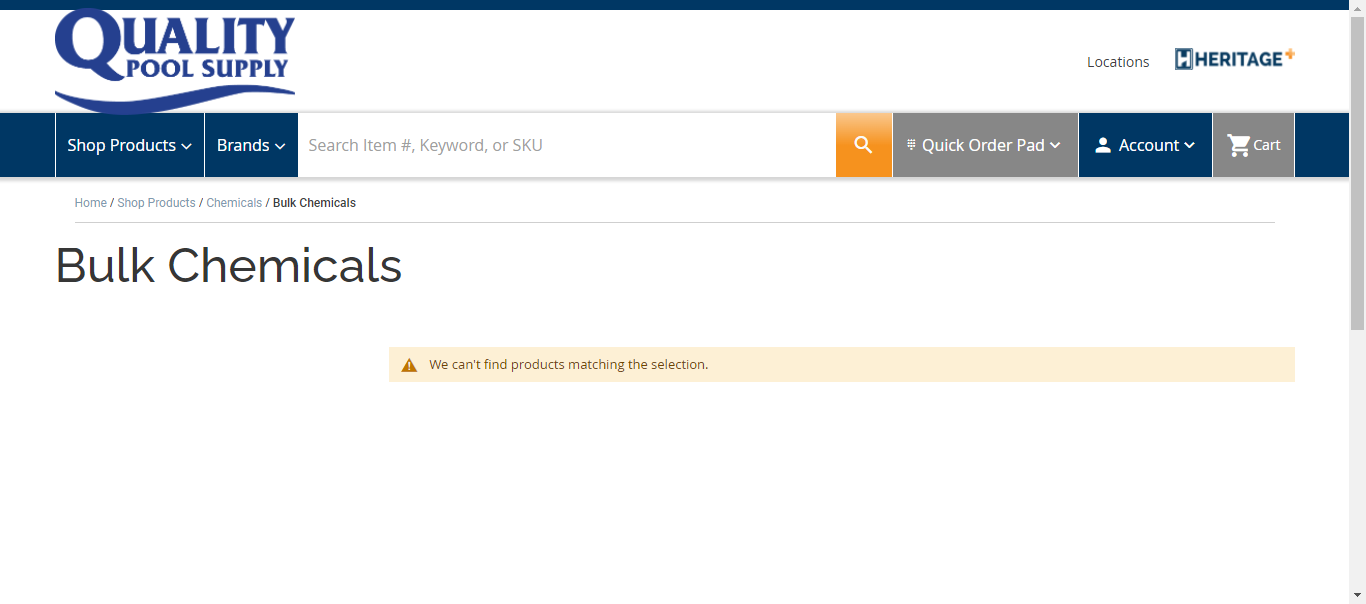 QUALITY
POOL SUPPLY
Locations
HERITAGE+
Shop Products
Brands
Search Item #, Keyword, or SKU
Quick Order Pad
Account
Cart
Home / Shop Products / Chemicals / Bulk Chemicals
Bulk Chemicals
We can't find products matching the selection.